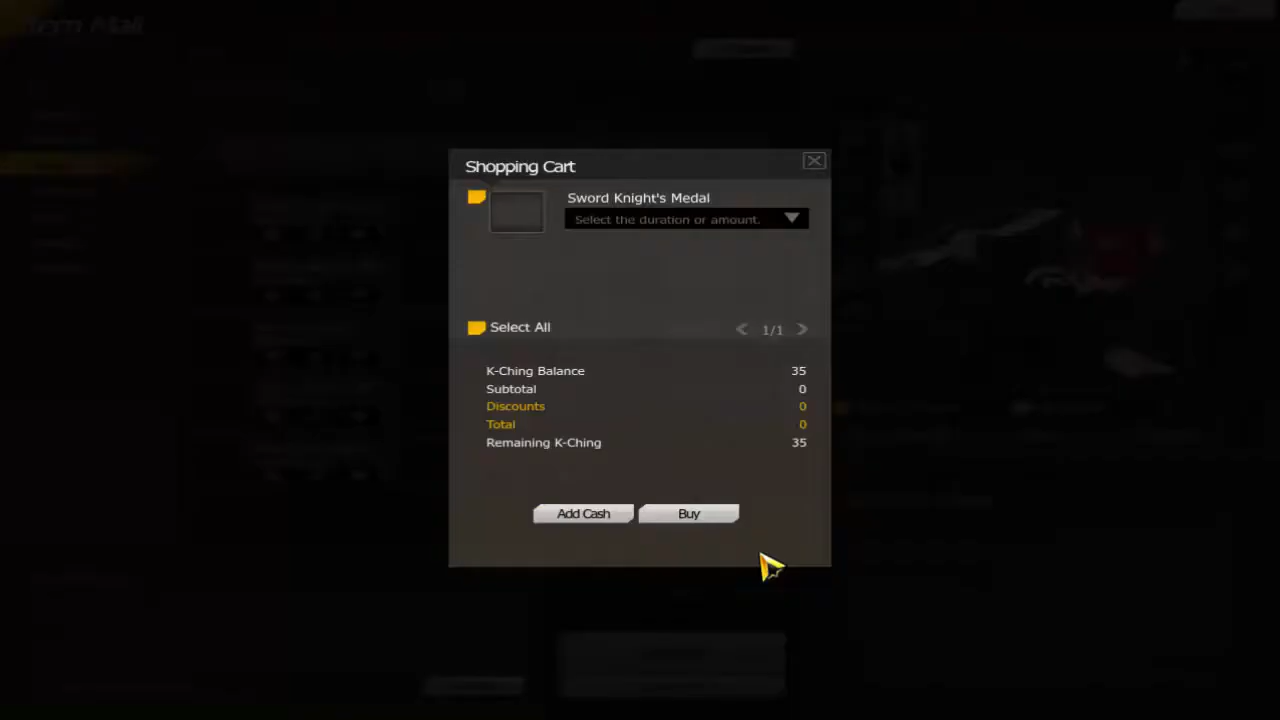 Shopping Cart
Sword Knight's Medal
Select the duration or amount.
Select All
1/1
K-Ching Balance 35
Subtotal 0
Discounts 0
Total 0
Remaining K-Ching 35
Add Cash Buy